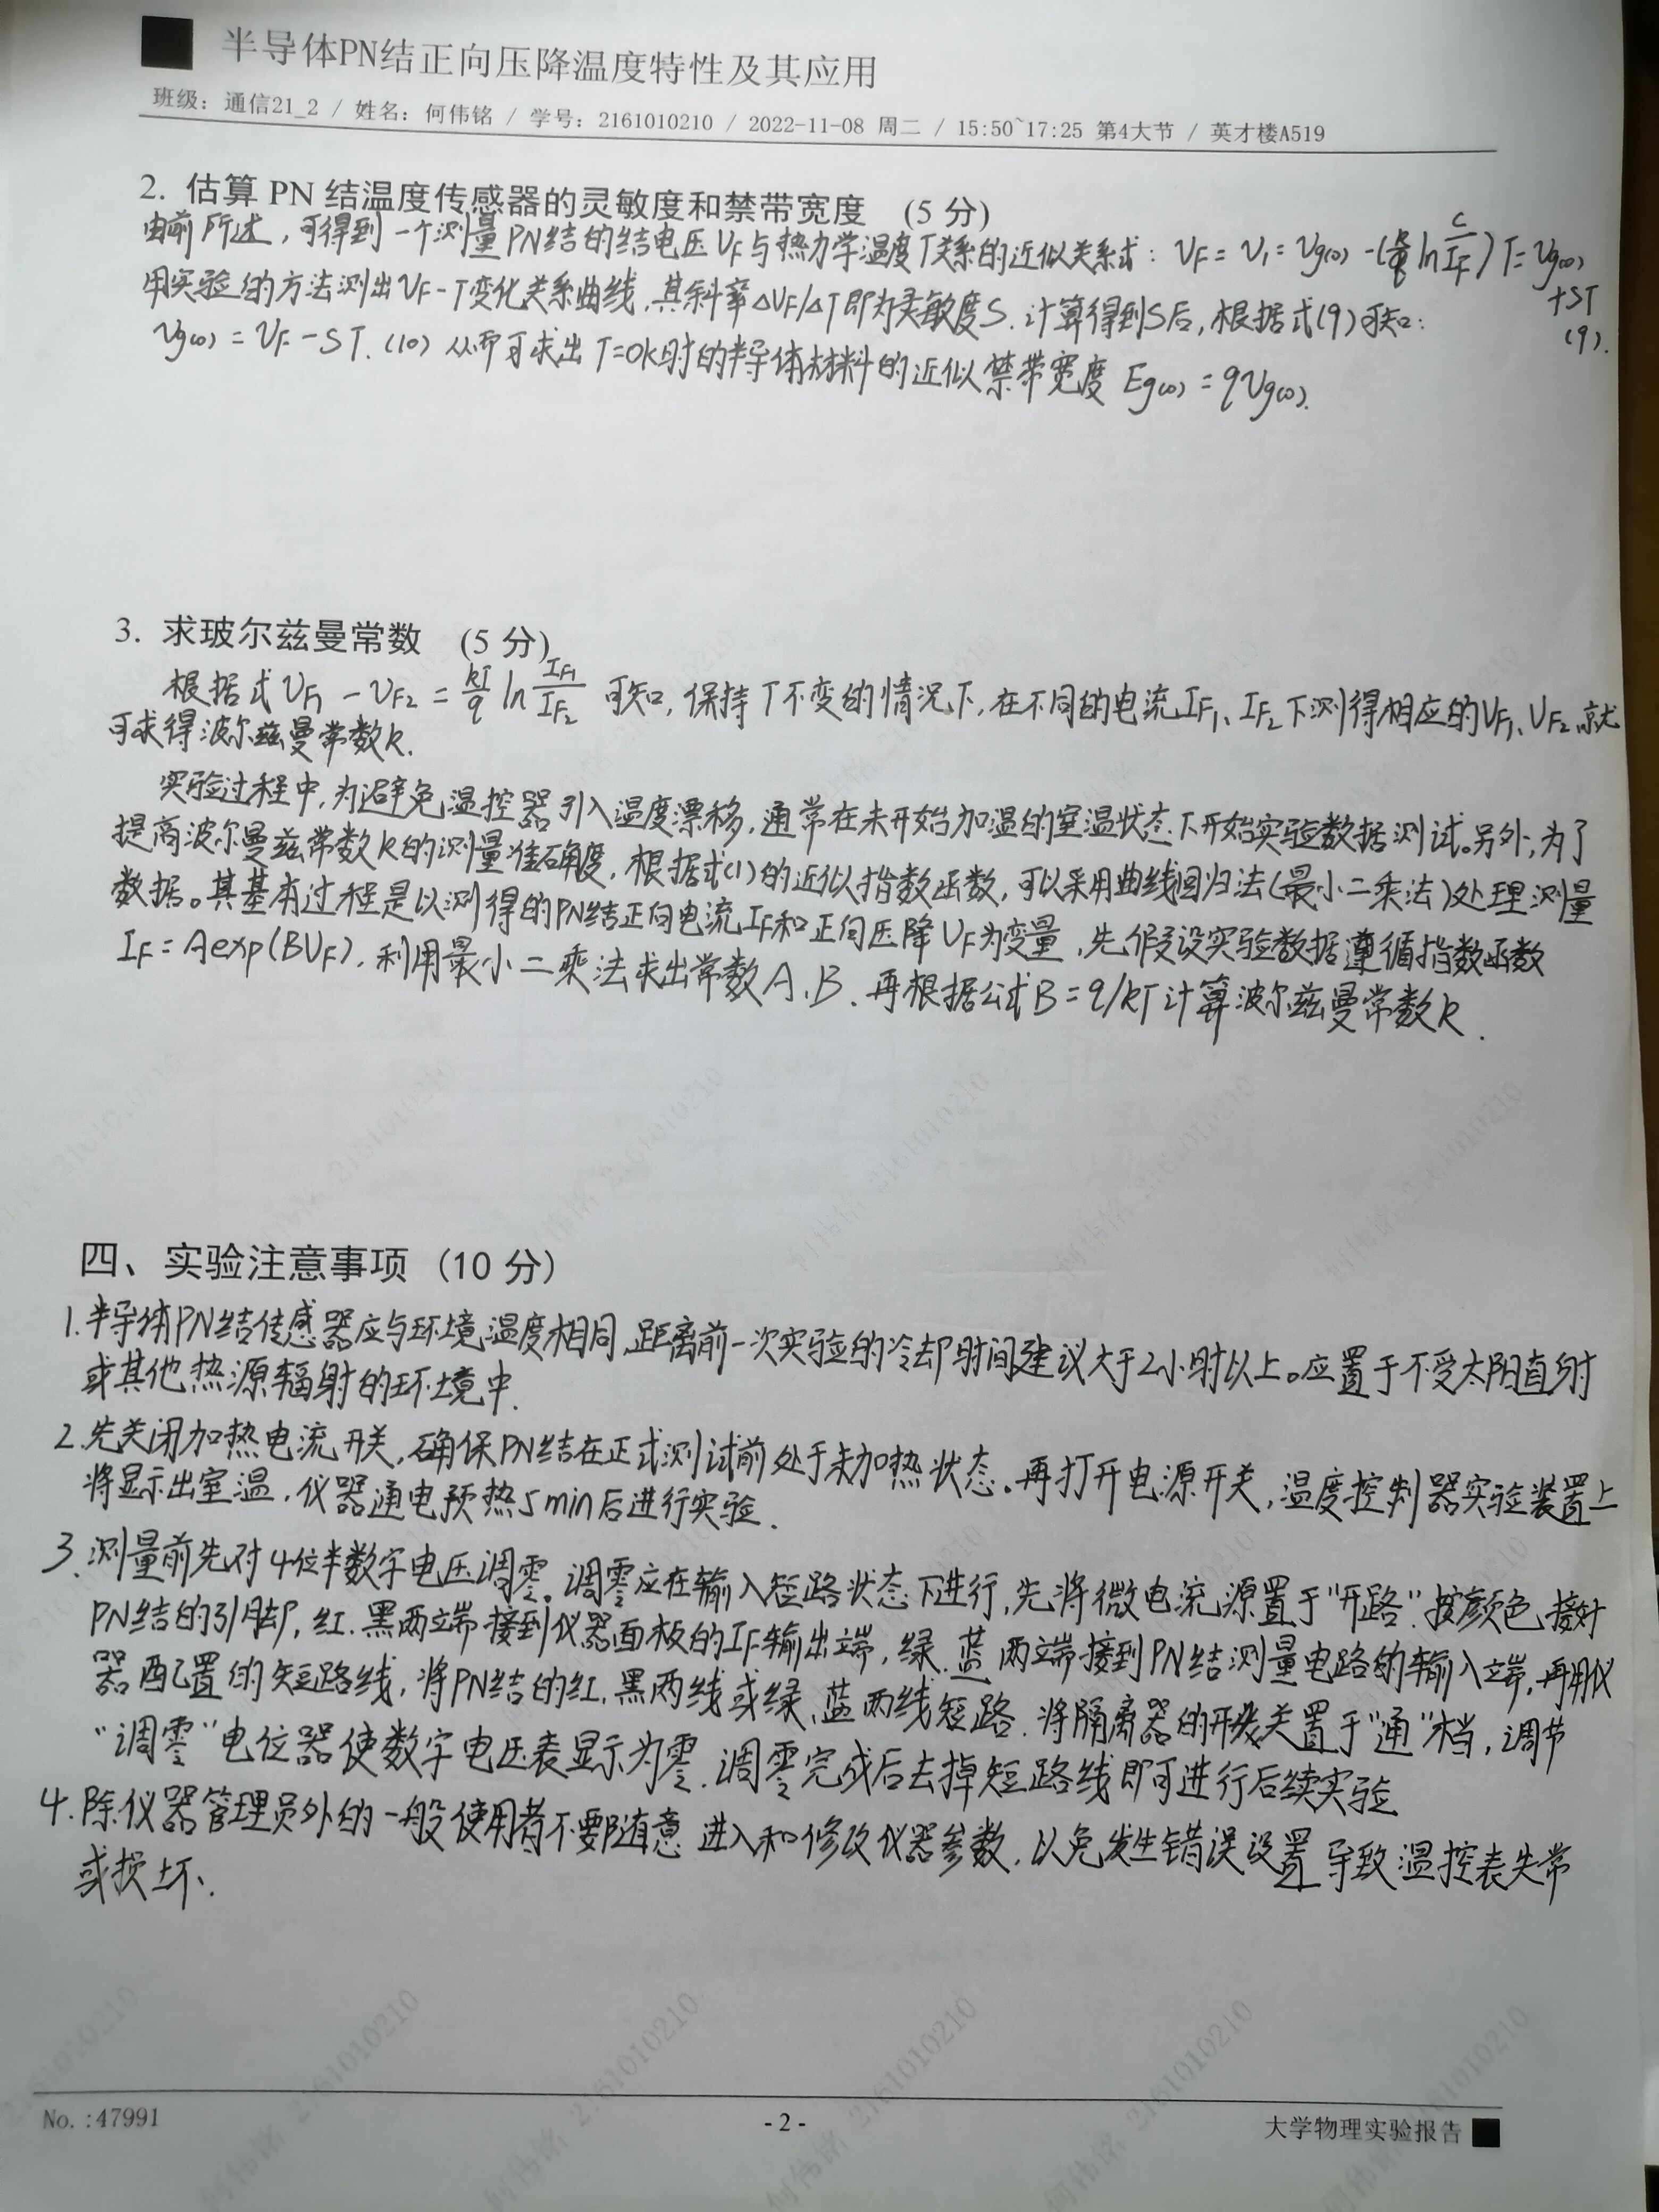 半导体PN结正向压降温度特性及其应用
班级：通信21_2 / 姓名：何伟铭 / 学号：2161010210 / 2022-11-08 周二 / 15:50~17:25 第4大节 / 英才楼A519
2. 估算 PN 结温度传感器的灵敏度和禁带宽度 （5 分）
由前所述，可得到一个测量PN结的结电压UF与热力学温度T关系的近似关系式：UF = U1 = Ug(0) -(k/q ln C/IF) T = Ug(0) +ST (9).
用实验的方法测出UF-T变化关系曲线，其斜率ΔUF/ΔT即为灵敏度S. 计算得到S后，根据式(9)可知：
Ug(0) = UF - ST. (10) 从而可求出 T=0K时的半导体材料的近似禁带宽度 Eg(0) = qUg(0).
3. 求玻尔兹曼常数 （5 分）
根据式UF1 - UF2 = kT/q ln IF1/IF2 可知，保持T不变的情况下，在不同的电流IF1、IF2下测得相应的UF1、UF2,就
可求得波尔兹曼常数k.
实验过程中，为避免温控器引入温度漂移，通常在未开始加温的室温状态下开始实验数据测试。另外，为了
提高波尔曼兹常数k的测量准确度，根据式(1)的近似指数函数，可以采用曲线回归法(最小二乘法)处理测量
数据。其基本过程是以测得的PN结正向电流IF和正向压降UF为变量，先假设实验数据遵循指数函数
IF = Aexp(BUF), 利用最小二乘法求出常数A、B. 再根据公式B = q/kT计算波尔兹曼常数k.
四、实验注意事项 （10 分）
1.半导体PN结传感器应与环境温度相同，距离前一次实验的冷却时间建议大于2小时以上。应置于不受太阳直射
或其他热源辐射的环境中.
2.先关闭加热电流开关，确保PN结在正式测试前处于未加热状态。再打开电源开关，温度控制器实验装置上
将显示出室温，仪器通电预热5min后进行实验.
3.测量前先对4位半数字电压调零。调零应在输入短路状态下进行，先将微电流源置于“开路”.按颜色接好
PN结的引脚，红、黑两端接到仪器面板的IF输出端，绿、蓝两端接到PN结测量电路的输入端，再用仪
器配置的短路线，将PN结的红、黑两线或绿、蓝两线短路. 将隔离器的开关置于“通”档，调节
“调零”电位器使数字电压表显示为零. 调零完成后去掉短路线即可进行后续实验
4.除仪器管理员外的一般使用者不要随意进入和修改仪器参数，以免发生错误设置导致温控表失常
或损坏.
No. :47991
- 2 -
大学物理实验报告